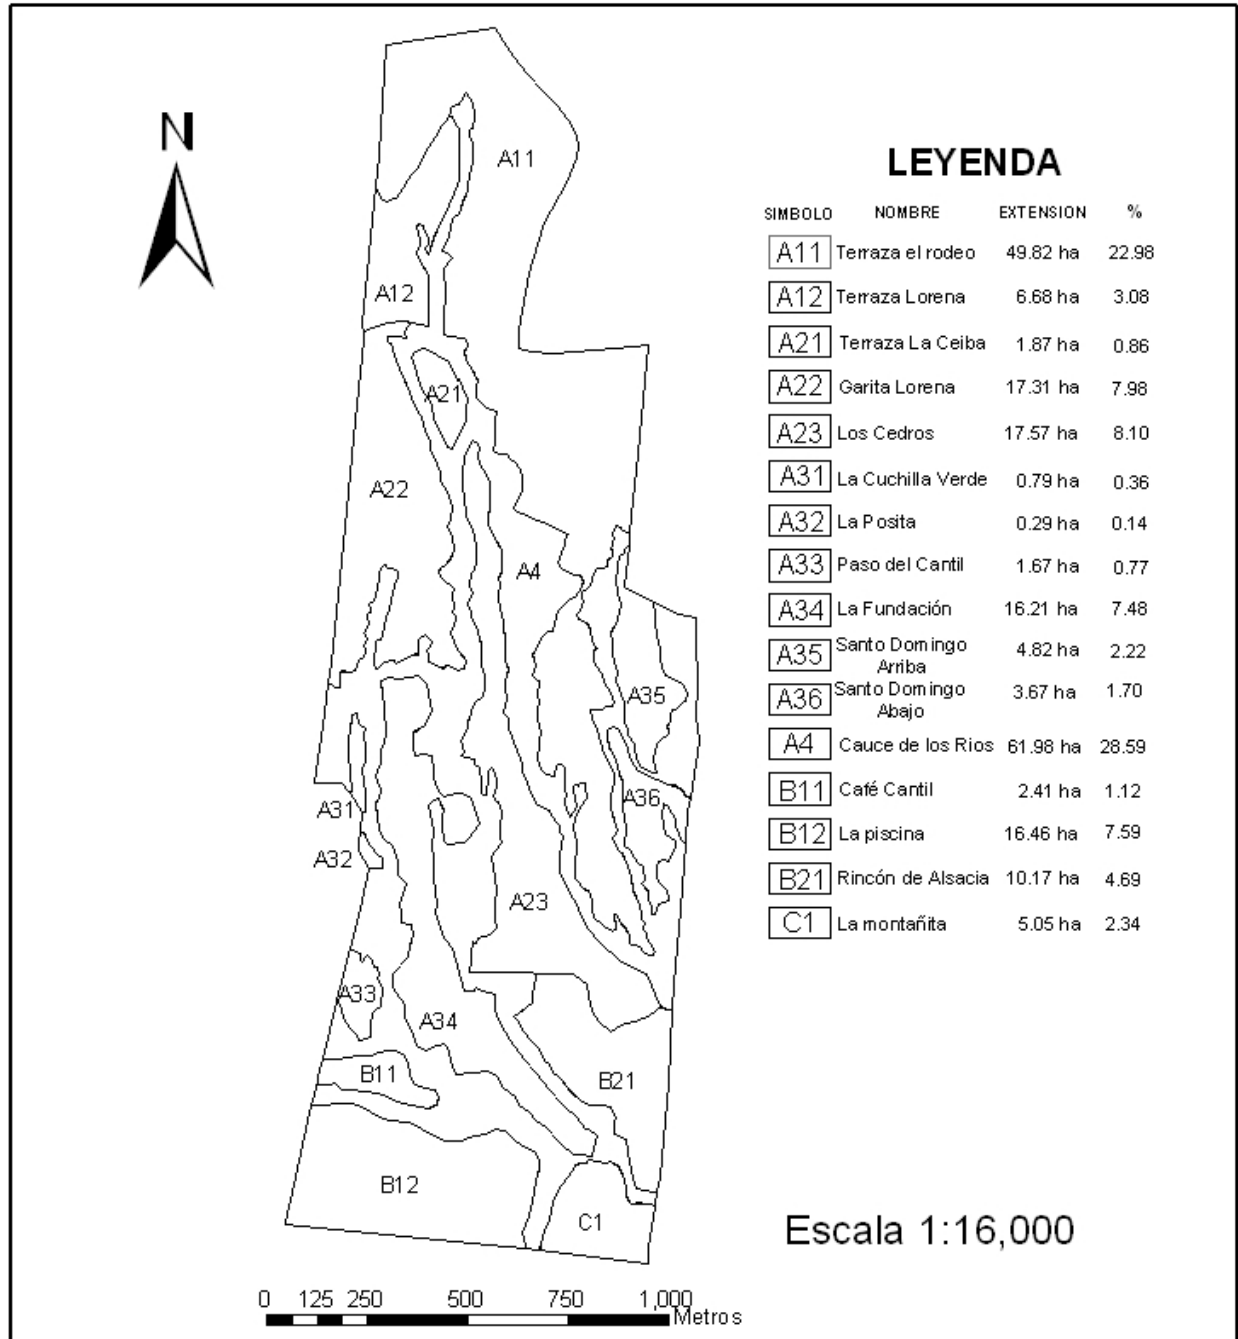 N
A11
A12
A21
A22
A4
A35
A31
A36
A32
A23
A33
A34
B11
B21
B12
C1
LEYENDA
SIMBOLO NOMBRE EXTENSION %
A11 Terraza el rodeo 49.82 ha 22.98
A12 Terraza Lorena 6.68 ha 3.08
A21 Terraza La Ceiba 1.87 ha 0.86
A22 Garita Lorena 17.31 ha 7.98
A23 Los Cedros 17.57 ha 8.10
A31 La Cuchilla Verde 0.79 ha 0.36
A32 La Posita 0.29 ha 0.14
A33 Paso del Cantil 1.67 ha 0.77
A34 La Fundación 16.21 ha 7.48
A35 Santo Domingo 4.82 ha 2.22
Arriba
A36 Santo Domingo 3.67 ha 1.70
Abajo
A4 Cauce de los Rios 61.98 ha 28.59
B11 Café Cantil 2.41 ha 1.12
B12 La piscina 16.46 ha 7.59
B21 Rincón de Alsacia 10.17 ha 4.69
C1 La montañita 5.05 ha 2.34
Escala 1:16,000
0 125 250 500 750 1,000
Metros